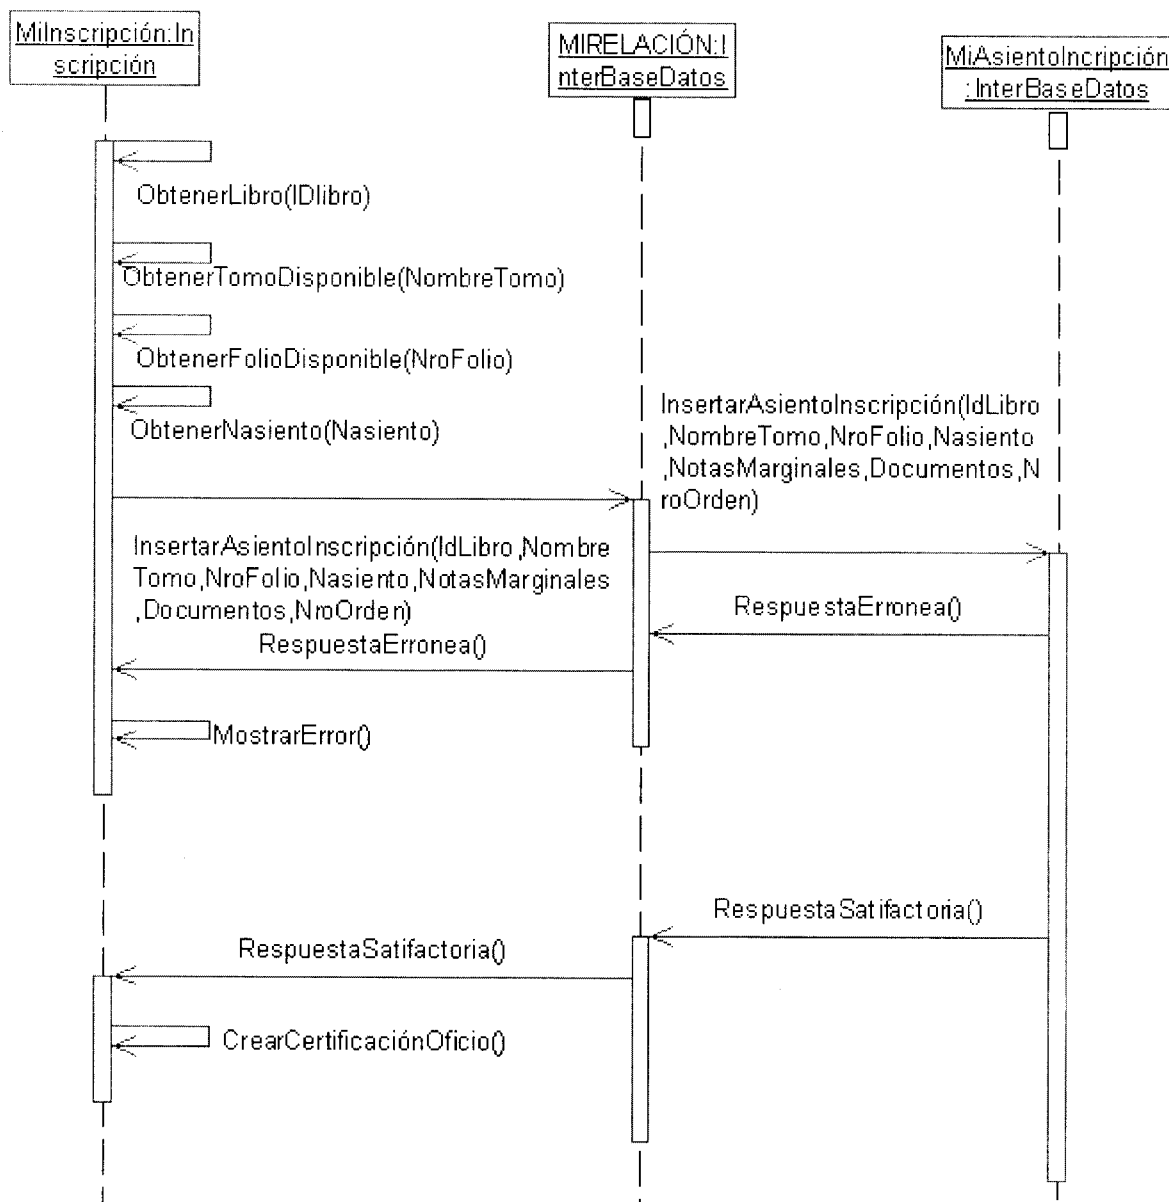 MiInscripción:In
scripción
MIRELACIÓN:I
nterBaseDatos
MiAsientoIncripción
:InterBaseDatos
ObtenerLibro(IDlibro)
ObtenerTomoDisponible(NombreTomo)
ObtenerFolioDisponible(NroFolio)
ObtenerNasiento(Nasiento)
InsertarAsientoInscripción(IdLibro
,NombreTomo,NroFolio,Nasiento
,NotasMarginales,Documentos,N
roOrden)
InsertarAsientoInscripción(IdLibro,Nombre
Tomo,NroFolio,Nasiento,NotasMarginales
,Documentos,NroOrden)
RespuestaErronea()
RespuestaErronea()
MostrarError()
RespuestaSatifactoria()
RespuestaSatifactoria()
CrearCertificaciónOficio()